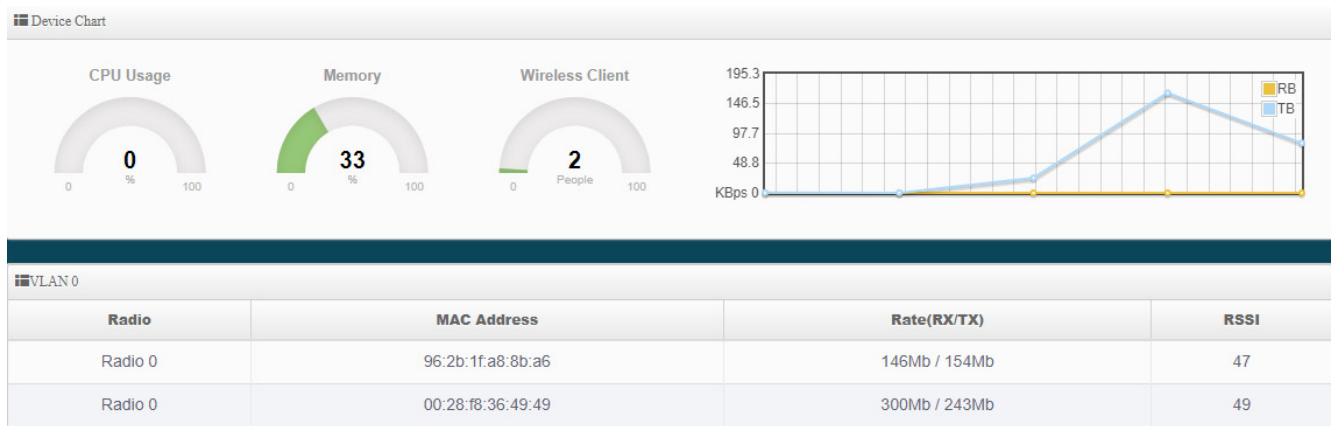 Device Chart
CPU Usage
0
%
0 100
Memory
33
%
0 100
Wireless Client
2
People
0 100
195.3
146.5
97.7
48.8
KBps 0
RB
TB
VLAN 0
Radio MAC Address Rate(RX/TX) RSSI
Radio 0 96:2b:1f:a8:8b:a6 146Mb / 154Mb 47
Radio 0 00:28:f8:36:49:49 300Mb / 243Mb 49